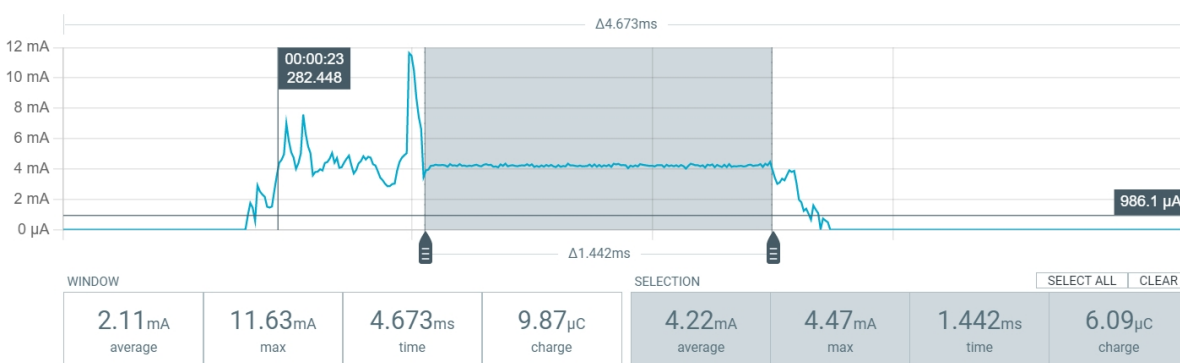 Δ4.673ms
12 mA
10 mA
8 mA
6 mA
4 mA
2 mA
0 µA
00:00:23
282.448
986.1 µA
Δ1.442ms
WINDOW
2.11mA
average
11.63mA
max
4.673ms
time
9.87µC
charge
SELECTION
SELECT ALL
CLEAR
4.22mA
average
4.47mA
max
1.442ms
time
6.09µC
charge